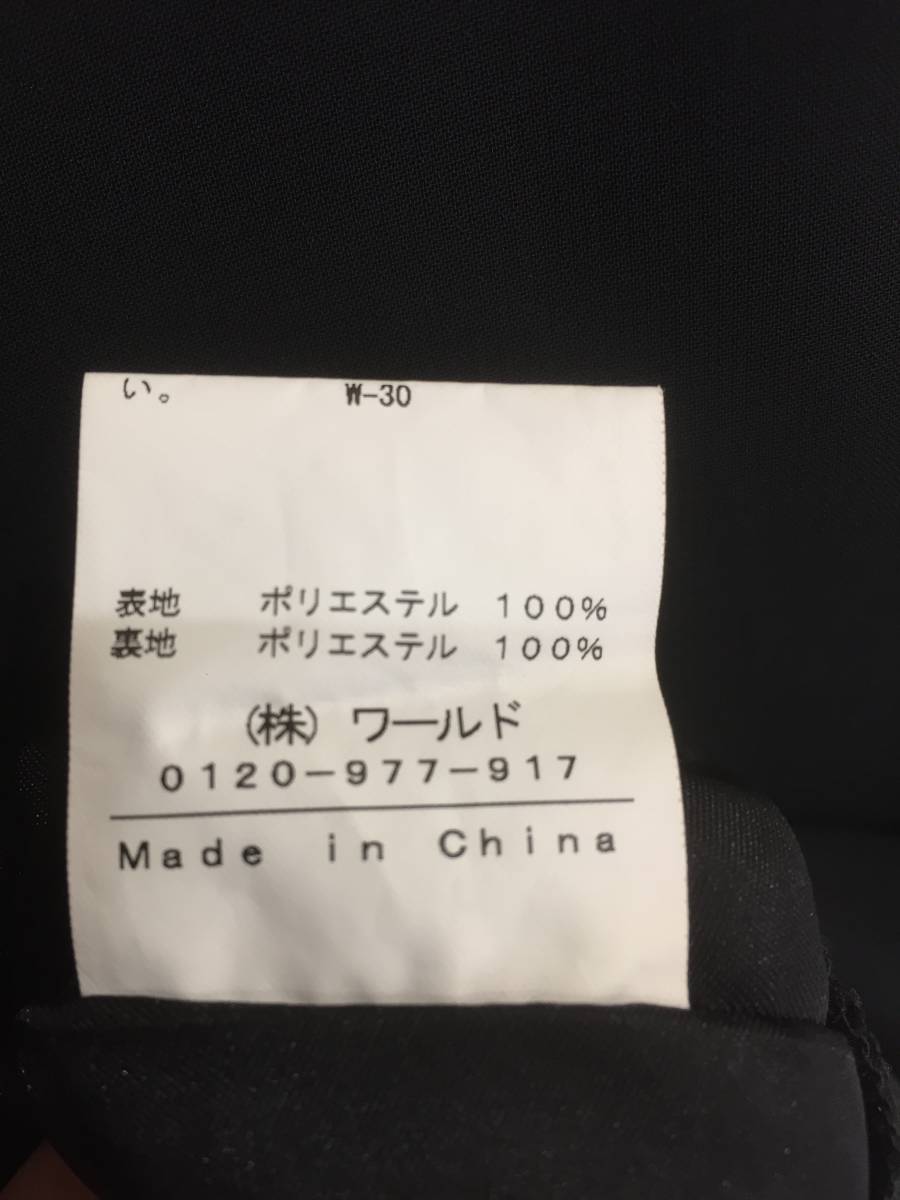 い。 W-30
表地 ポリエステル 100%
裏地 ポリエステル 100%
(株) ワールド
0120-977-917
Made in China